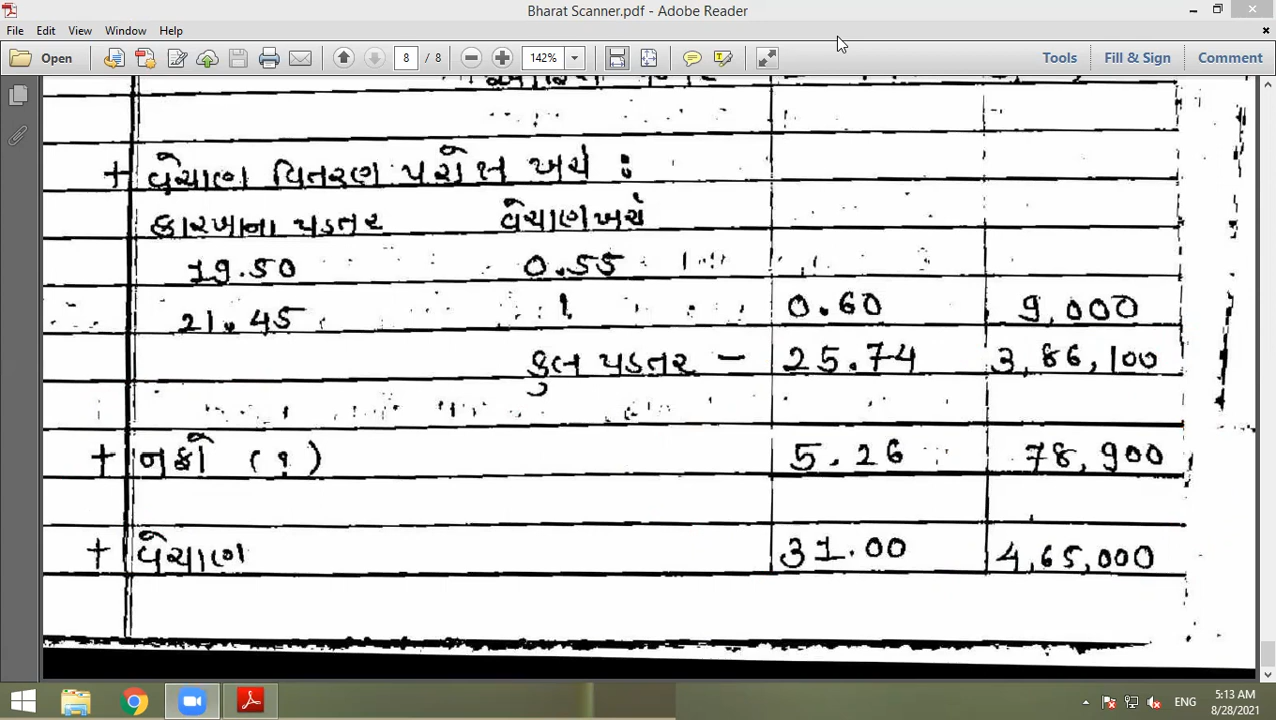 Bharat Scanner.pdf - Adobe Reader
File Edit View Window Help
Open 8 / 8 142% Tools Fill & Sign Comment
+ વેચાણ વિતરણ પરોક્ષ ખર્ચ :
કારખાના પડતર વેચાણ ખર્ચ
19.50 0.55
21.45 ? 0.60 9,000
કુલ પડતર - 25.74 3,86,100
+ નફો (?) 5.26 78,900
+ વેચાણ 31.00 4,65,000
ENG 5:13 AM
8/28/2021